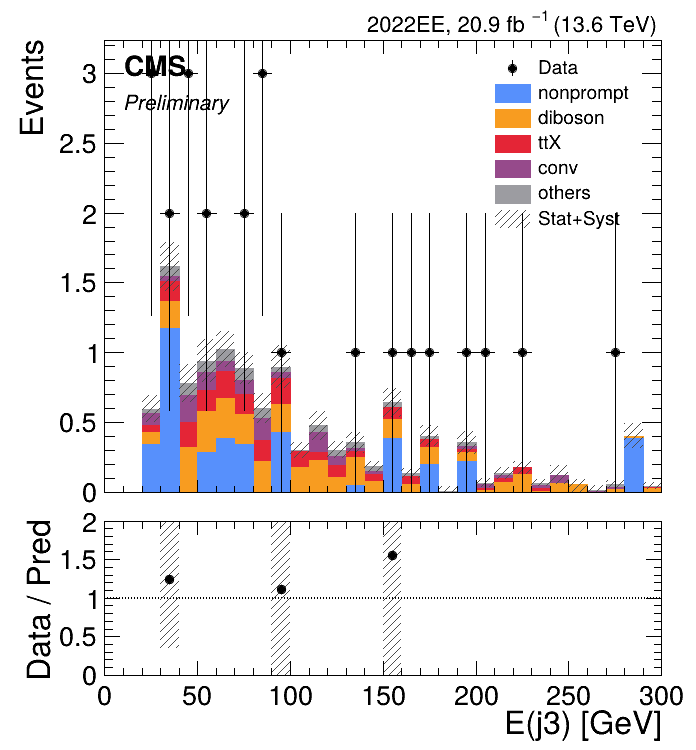 2022EE, 20.9 fb⁻¹ (13.6 TeV)
Events
CMS
Preliminary
3
2.5
2
1.5
1
0.5
0
Data
nonprompt
diboson
ttX
conv
others
Stat+Syst
Data / Pred
2
1.5
1
0.5
0
0 50 100 150 200 250 300
E(j3) [GeV]